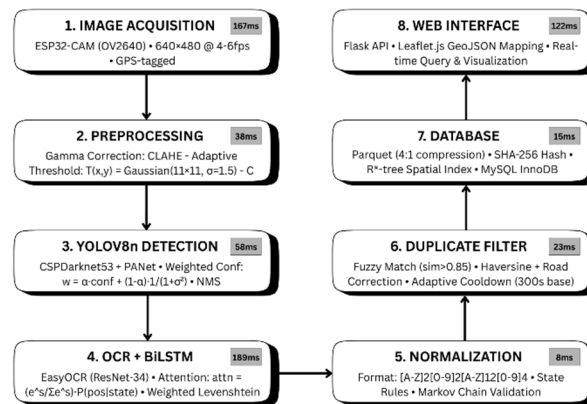 1. IMAGE ACQUISITION
167ms
ESP32-CAM (OV2640) • 640×480 @ 4-6fps
• GPS-tagged
2. PREPROCESSING
38ms
Gamma Correction: CLAHE - Adaptive
Threshold: T(x,y) = Gaussian(11×11, σ=1.5) - C
3. YOLOV8n DETECTION
58ms
CSPDarknet53 + PANet • Weighted Conf:
w = α·conf + (1-α)·1/(1+σ²) • NMS
4. OCR + BiLSTM
189ms
EasyOCR (ResNet-34) • Attention: attn =
(e^s/Σe^s)·P(pos|state) • Weighted Levenshtein
5. NORMALIZATION
8ms
Format: [A-Z]2[0-9]2[A-Z]12[0-9]4 • State
Rules • Markov Chain Validation
6. DUPLICATE FILTER
23ms
Fuzzy Match (sim>0.85) • Haversine + Road
Correction • Adaptive Cooldown (300s base)
7. DATABASE
15ms
Parquet (4:1 compression) • SHA-256 Hash •
R*-tree Spatial Index • MySQL InnoDB
8. WEB INTERFACE
122ms
Flask API • Leaflet.js GeoJSON Mapping • Real-
time Query & Visualization